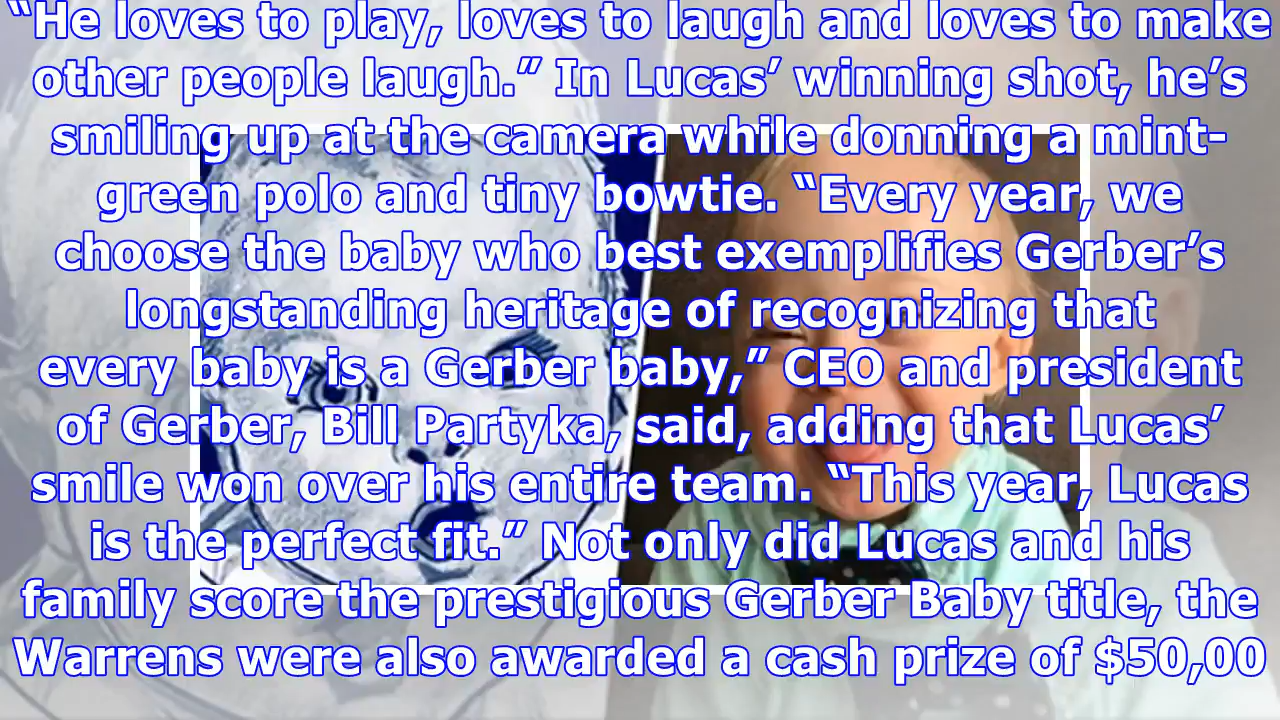 “He loves to play, loves to laugh and loves to make
other people laugh.” In Lucas’ winning shot, he’s
smiling up at the camera while donning a mint-
green polo and tiny bowtie. “Every year, we
choose the baby who best exemplifies Gerber’s
longstanding heritage of recognizing that
every baby is a Gerber baby,” CEO and president
of Gerber, Bill Partyka, said, adding that Lucas’
smile won over his entire team. “This year, Lucas
is the perfect fit.” Not only did Lucas and his
family score the prestigious Gerber Baby title, the
Warrens were also awarded a cash prize of $50,00